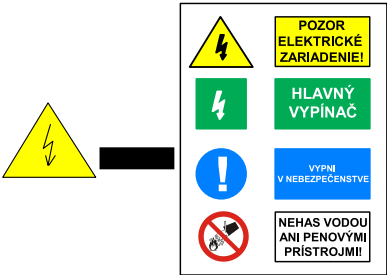 POZOR
ELEKTRICKÉ
ZARIADENIE!
HLAVNÝ
VYPÍNAČ
VYPNI
V NEBEZPEČENSTVE
NEHAS VODOU
ANI PENOVÝMI
PRÍSTROJMI!